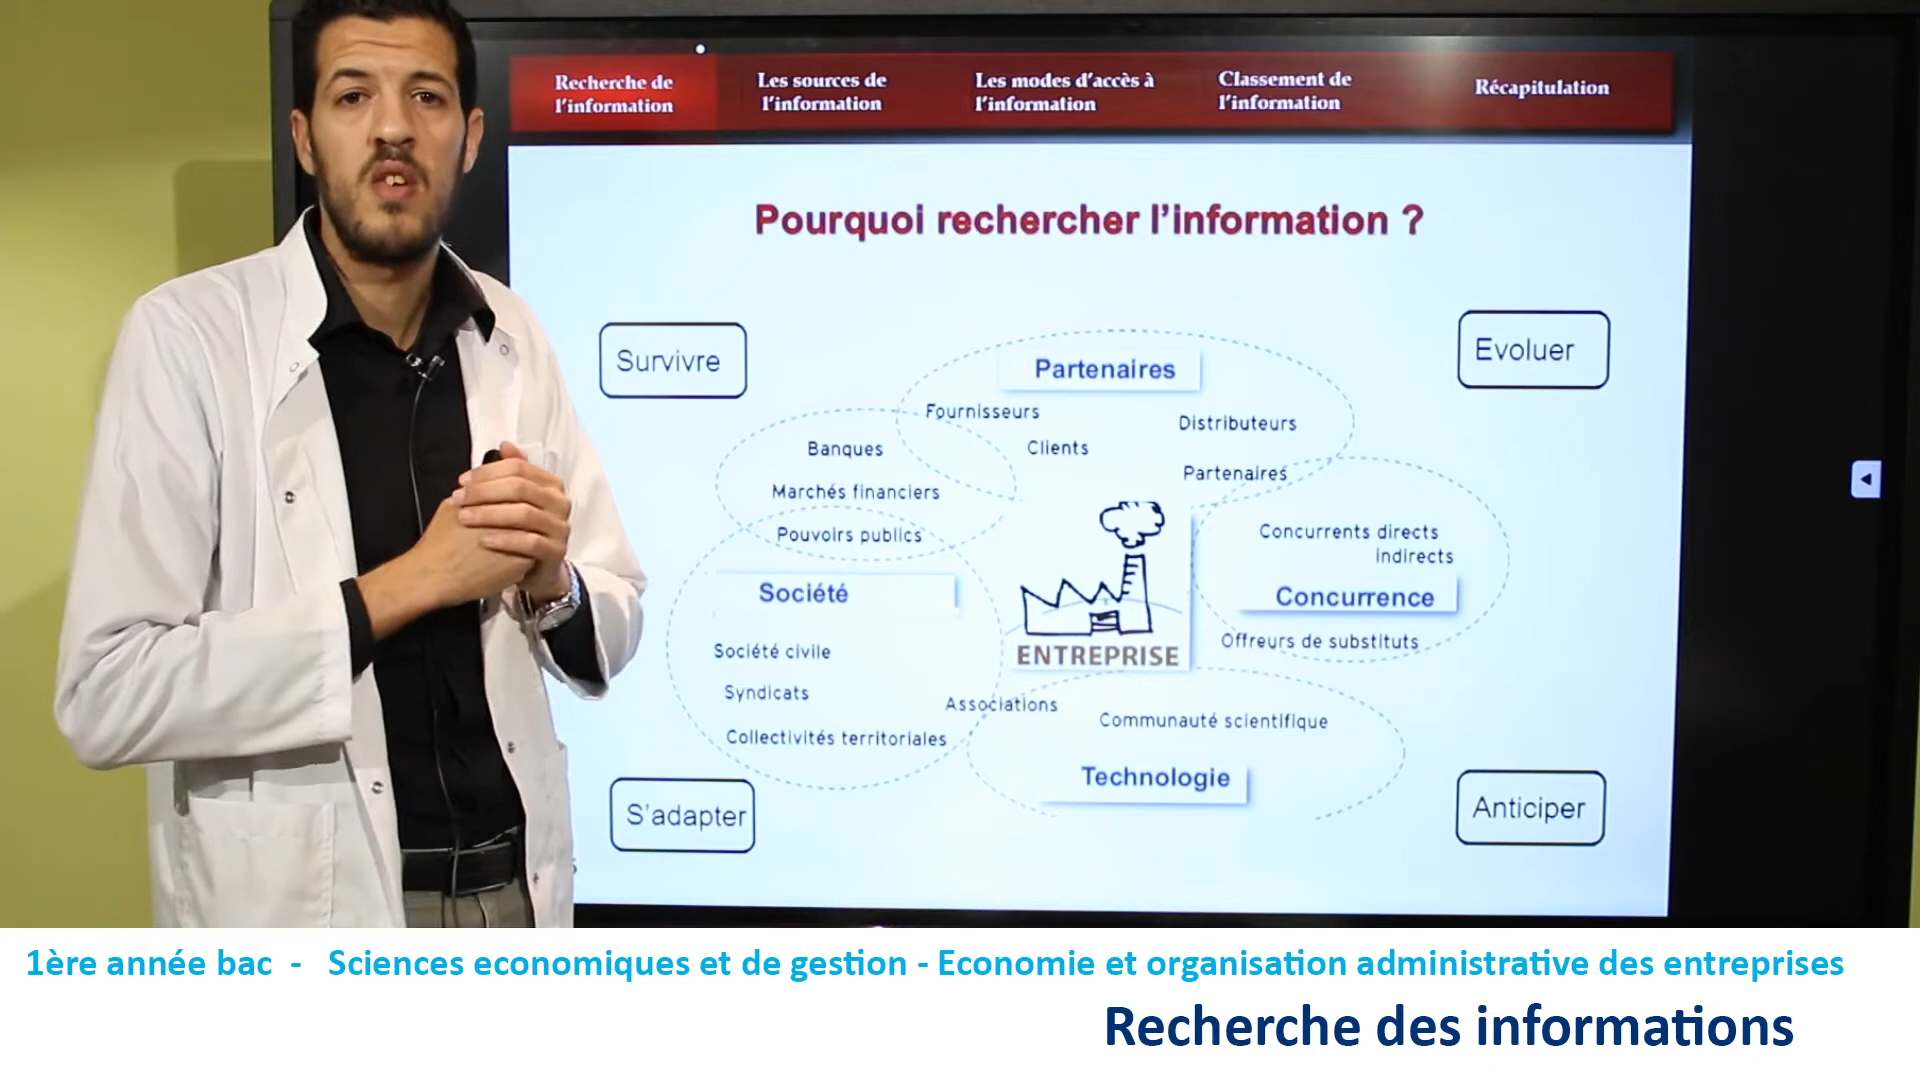 Recherche de
l'information
Les sources de
l'information
Les modes d'accès à
l'information
Classement de
l'information
Récapitulation
Pourquoi rechercher l'information ?
Survivre
Evoluer
Partenaires
Fournisseurs
Distributeurs
Clients
Banques
Partenaires
Marchés financiers
Pouvoirs publics
Concurrents directs
indirects
Société
Concurrence
Offreurs de substituts
Société civile
ENTREPRISE
Syndicats
Associations
Communauté scientifique
Collectivités territoriales
Technologie
S'adapter
Anticiper
1ère année bac - Sciences economiques et de gestion - Economie et organisation administrative des entreprises
Recherche des informations